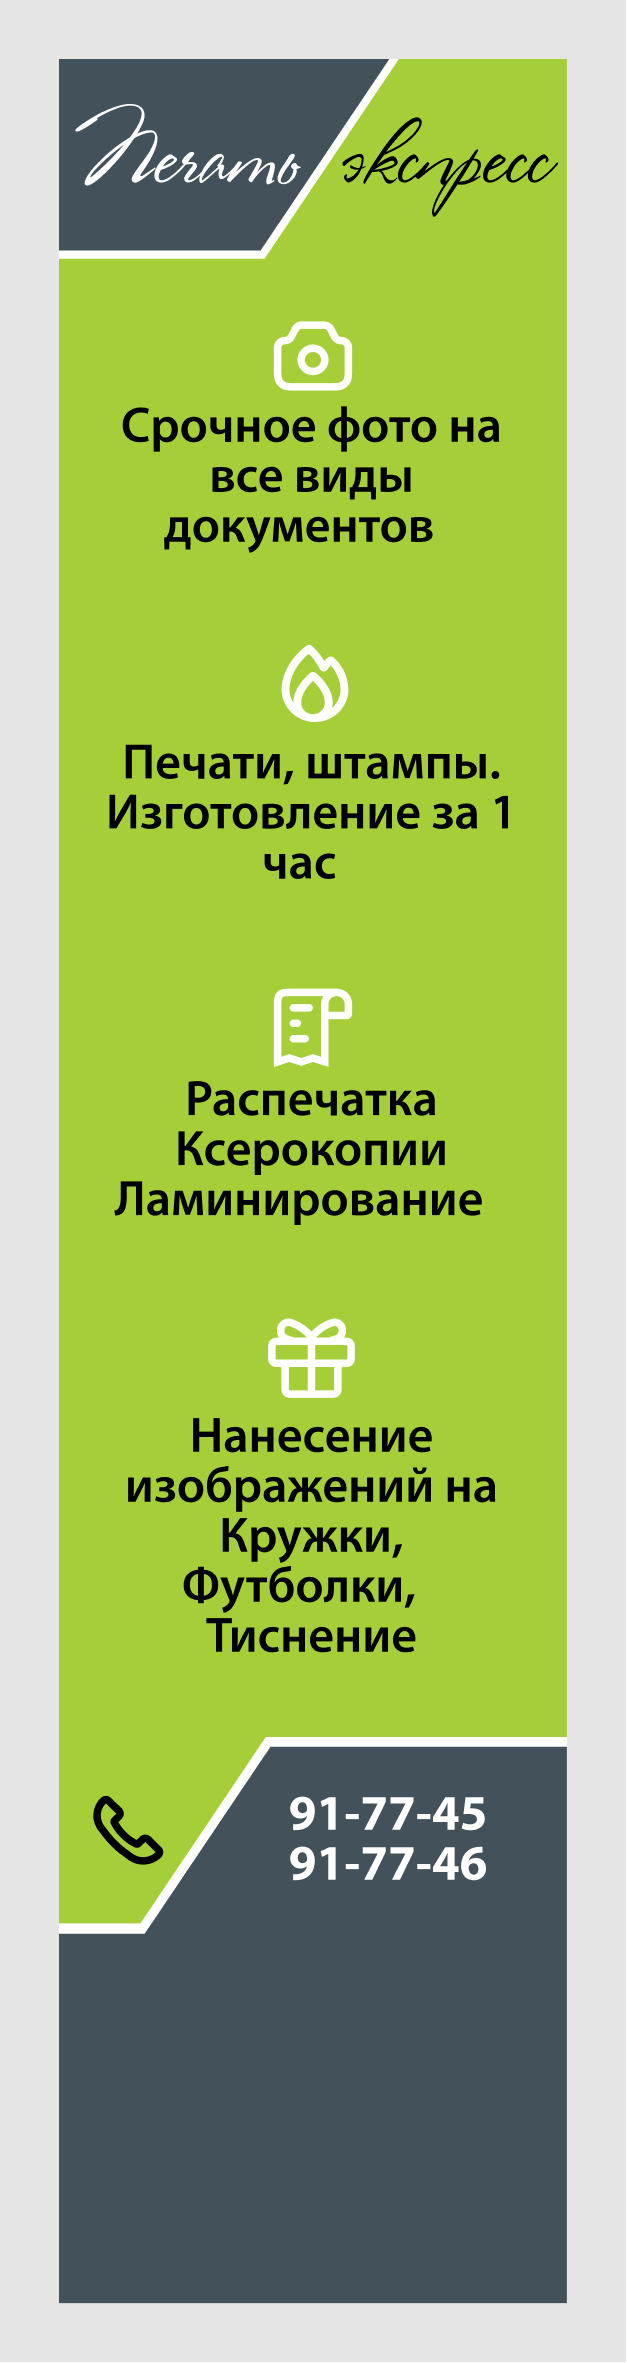 Печать экспресс
Срочное фото на
все виды
документов
Печати, штампы.
Изготовление за 1
час
Распечатка
Ксерокопии
Ламинирование
Нанесение
изображений на
Кружки,
Футболки,
Тиснение
91-77-45
91-77-46